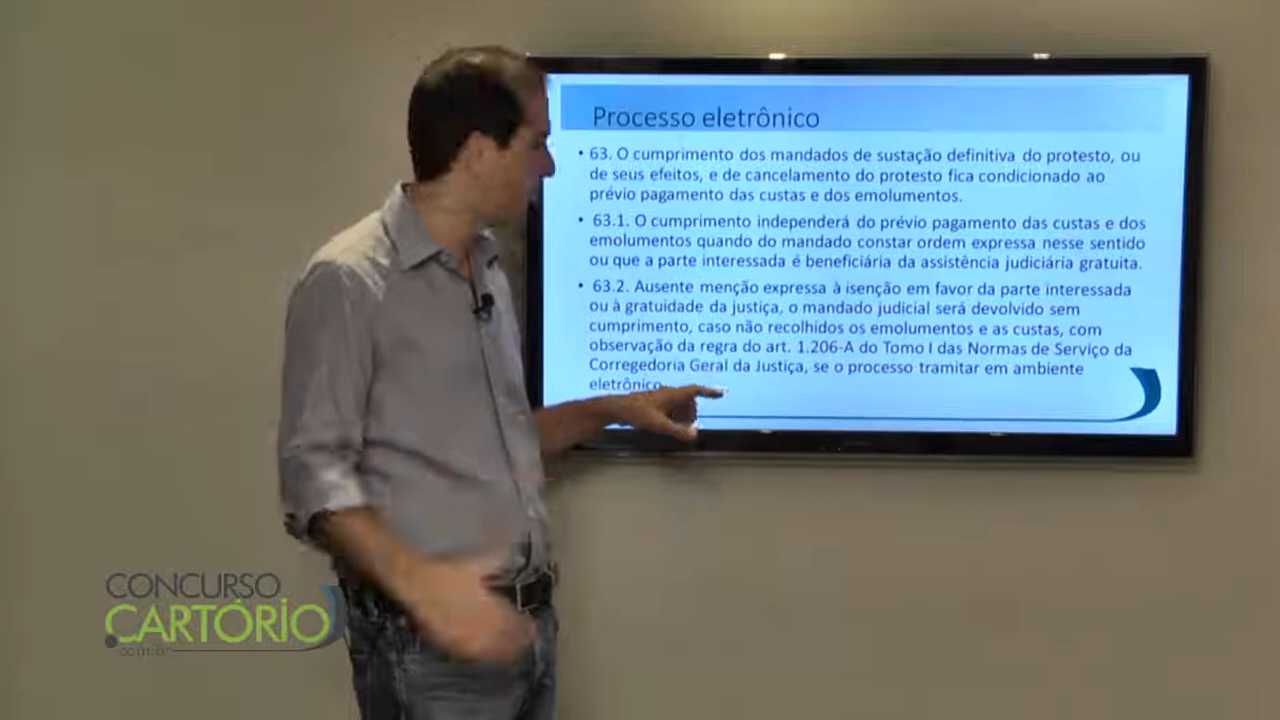 Processo eletrônico
• 63. O cumprimento dos mandados de sustação definitiva do protesto, ou
de seus efeitos, e de cancelamento do protesto fica condicionado ao
prévio pagamento das custas e dos emolumentos.
• 63.1. O cumprimento independerá do prévio pagamento das custas e dos
emolumentos quando do mandado constar ordem expressa nesse sentido
ou que a parte interessada é beneficiária da assistência judiciária gratuita.
• 63.2. Ausente menção expressa à isenção em favor da parte interessada
ou à gratuidade da justiça, o mandado judicial será devolvido sem
cumprimento, caso não recolhidos os emolumentos e as custas, com
observação da regra do art. 1.206-A do Tomo I das Normas de Serviço da
Corregedoria Geral da Justiça, se o processo tramitar em ambiente
eletrônico.
CONCURSO
CARTÓRIO
.com.br